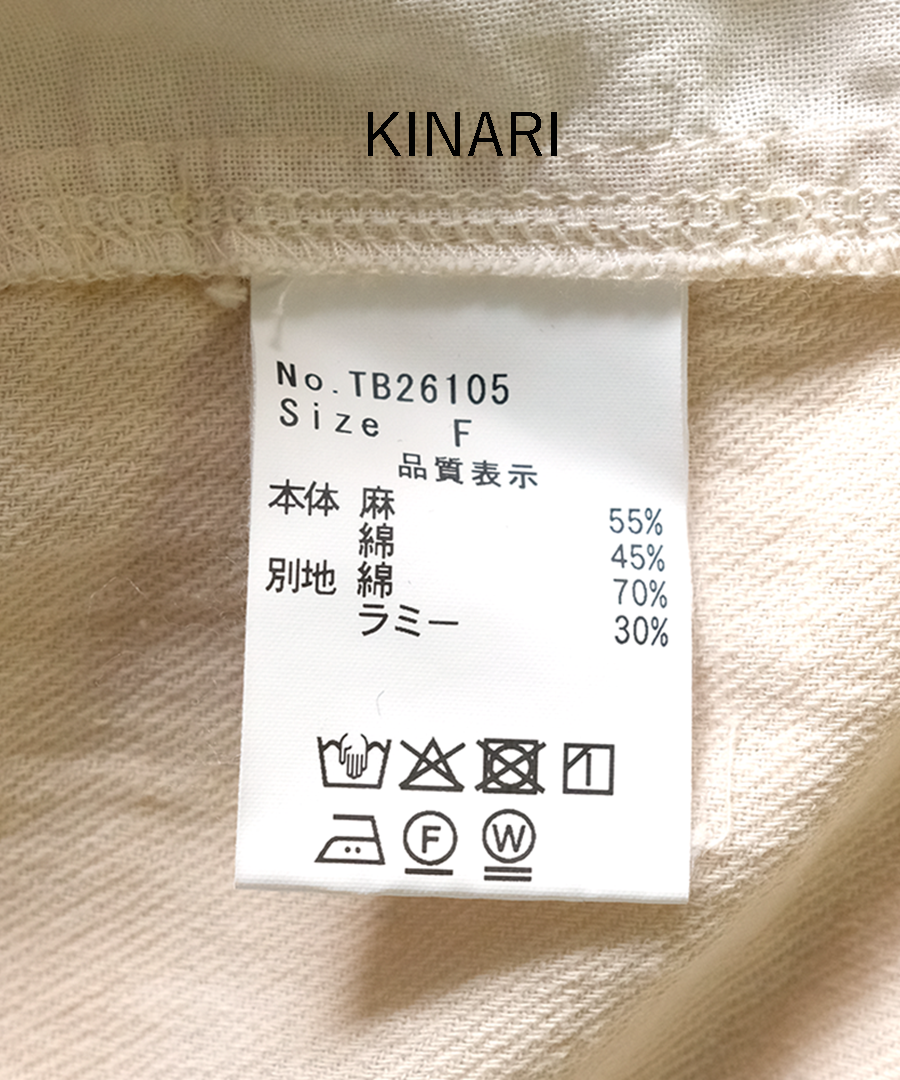 KINARI
No.TB26105
Size F
品質表示
本体 麻 55%
綿 45%
別地 綿 70%
ラミー 30%
F W